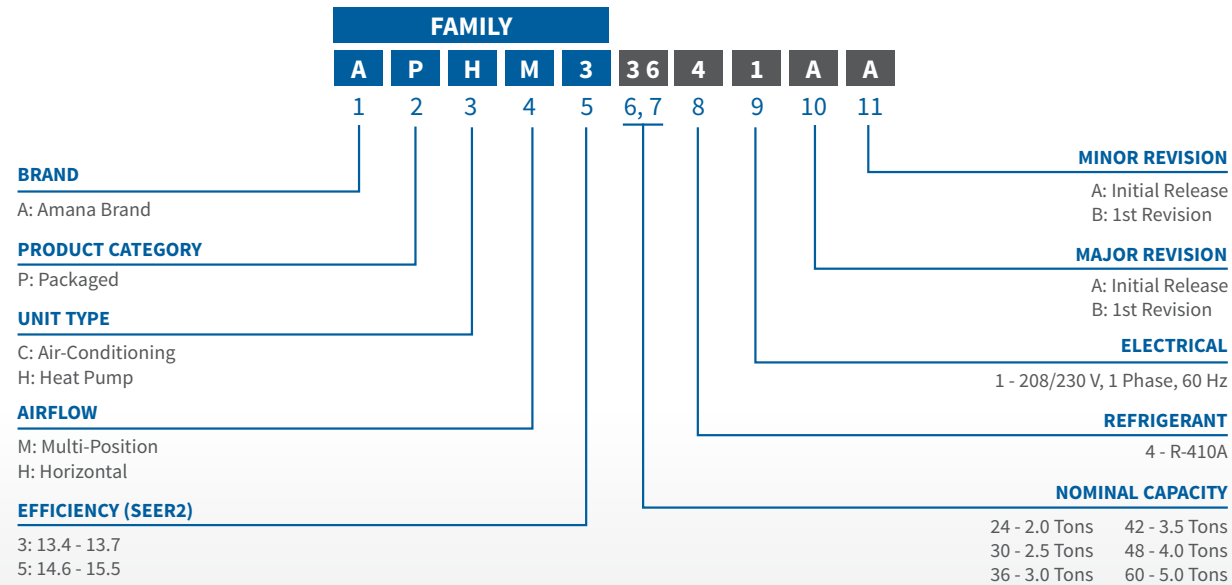 FAMILY
A P H M 3 3 6 4 1 A A
1 2 3 4 5 6, 7 8 9 10 11
BRAND
A: Amana Brand
PRODUCT CATEGORY
P: Packaged
UNIT TYPE
C: Air-Conditioning
H: Heat Pump
AIRFLOW
M: Multi-Position
H: Horizontal
EFFICIENCY (SEER2)
3: 13.4 - 13.7
5: 14.6 - 15.5
MINOR REVISION
A: Initial Release
B: 1st Revision
MAJOR REVISION
A: Initial Release
B: 1st Revision
ELECTRICAL
1 - 208/230 V, 1 Phase, 60 Hz
REFRIGERANT
4 - R-410A
NOMINAL CAPACITY
24 - 2.0 Tons 42 - 3.5 Tons
30 - 2.5 Tons 48 - 4.0 Tons
36 - 3.0 Tons 60 - 5.0 Tons